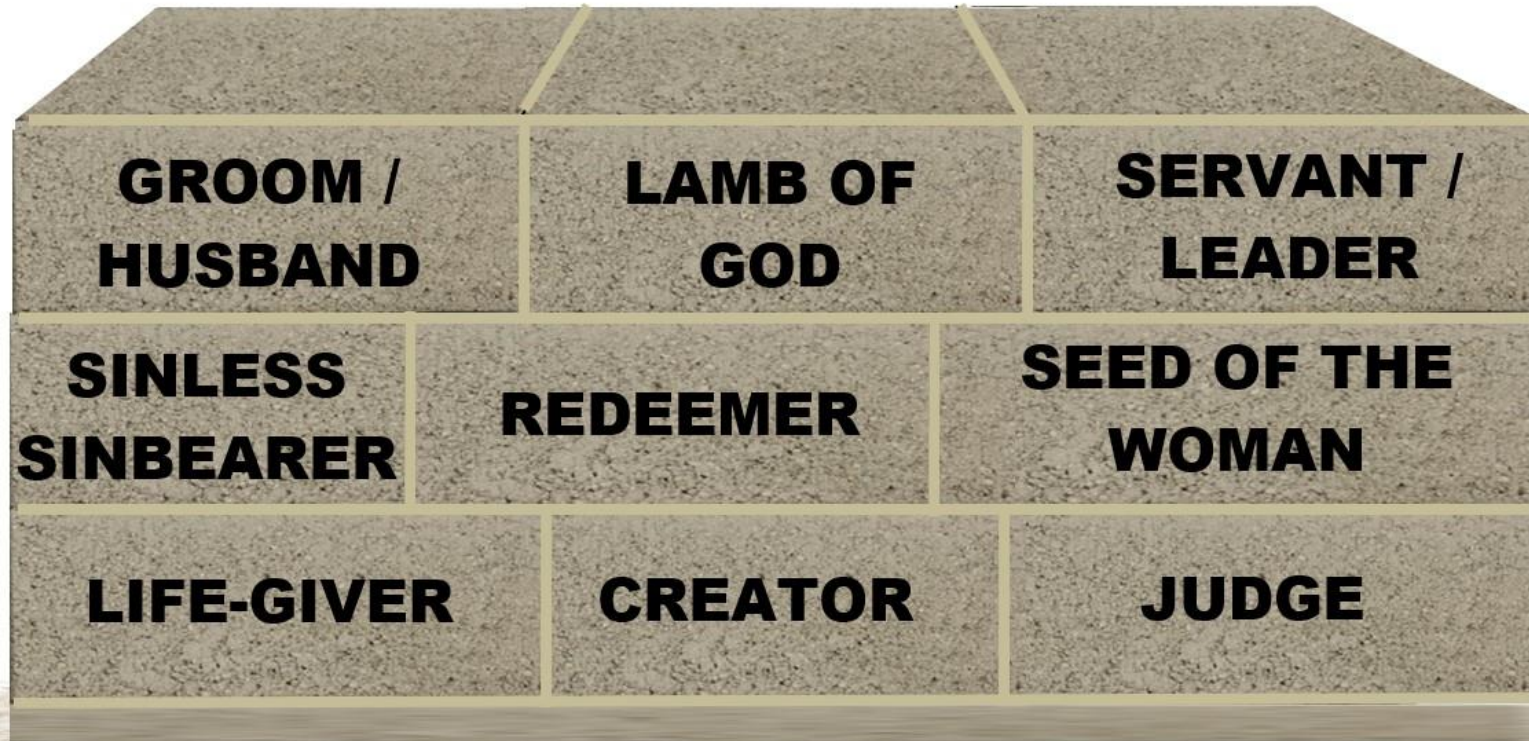 GROOM /
HUSBAND
LAMB OF
GOD
SERVANT /
LEADER
SINLESS
SINBEARER
REDEEMER
SEED OF THE
WOMAN
LIFE-GIVER
CREATOR
JUDGE